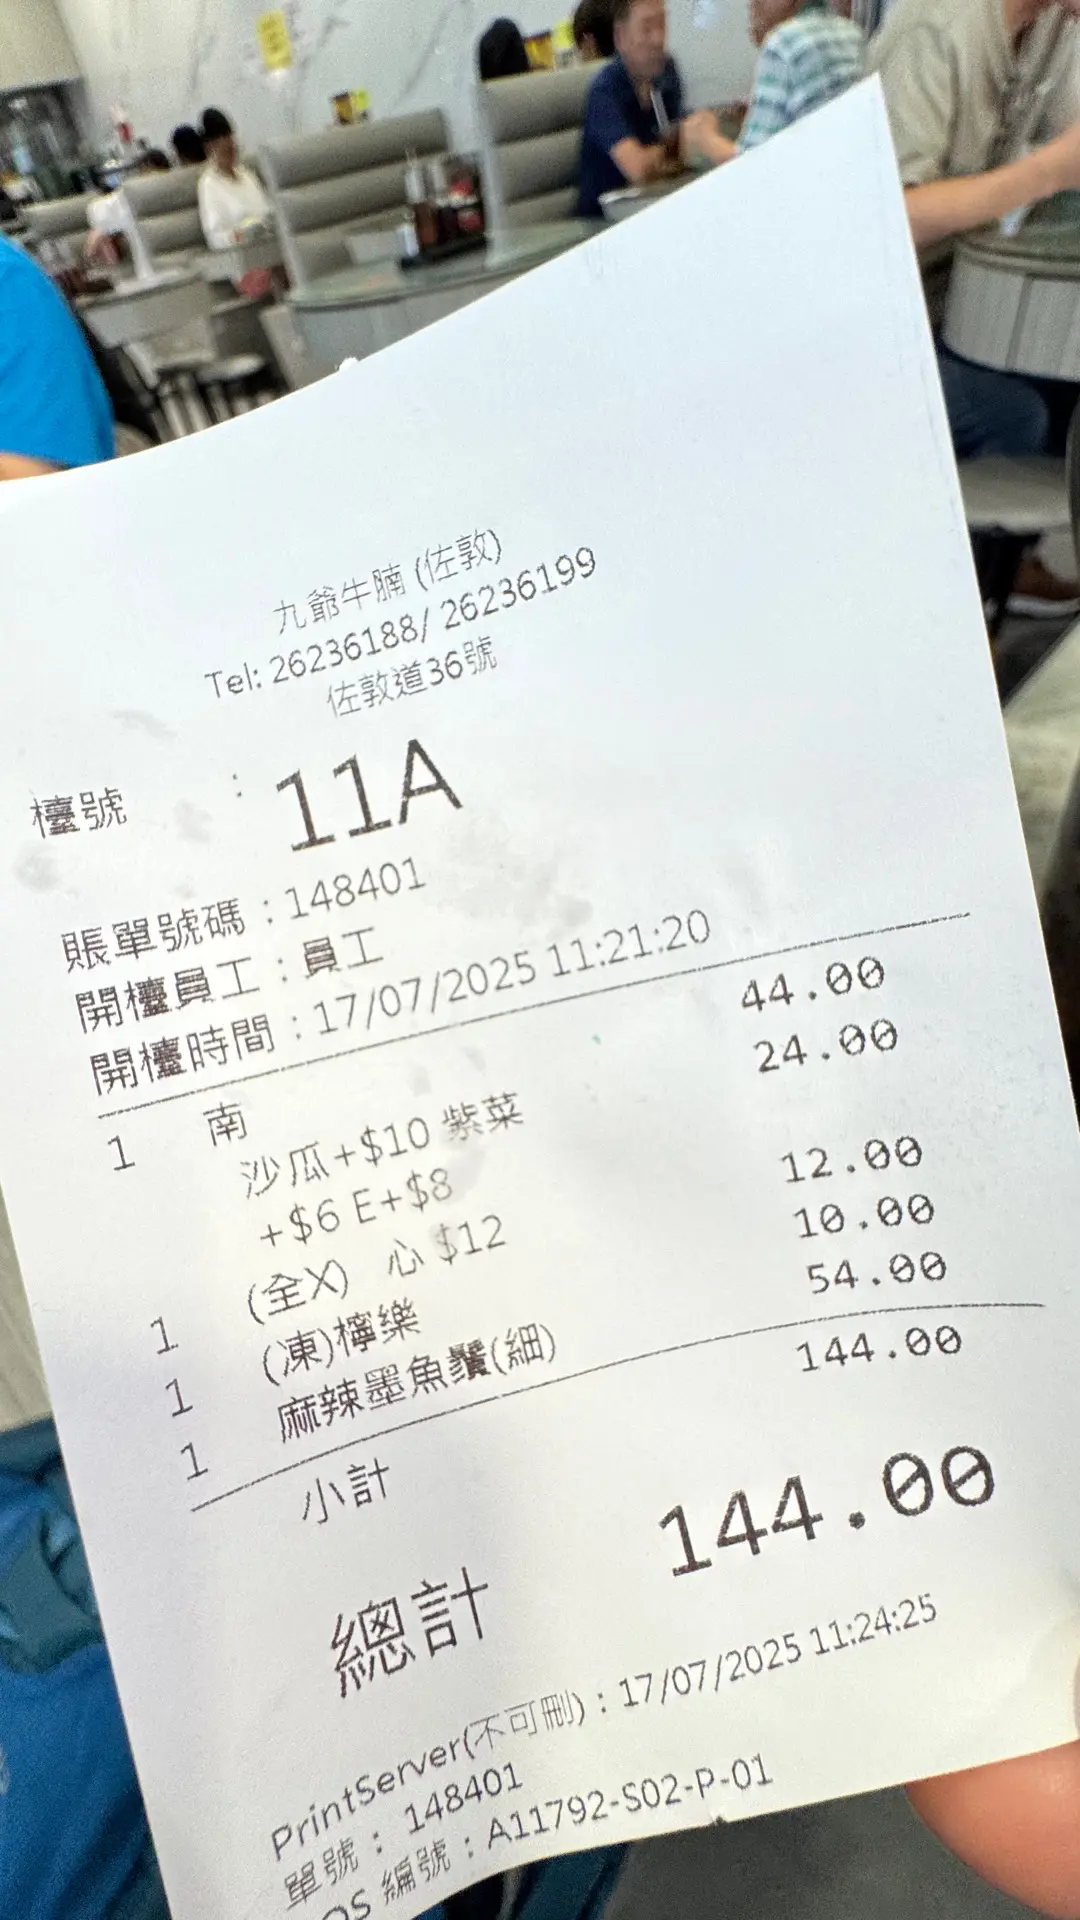 九爺牛腩 (佐敦)
Tel: 26236188/ 26236199
佐敦道36號
檯號 : 11A
賬單號碼 : 148401
開檯員工 : 員工
開檯時間 : 17/07/2025 11:21:20
1 南 44.00
沙瓜+$10 紫菜 24.00
+$6 E+$8
1 (全X) 心 $12 12.00
1 (凍)檸樂 10.00
1 麻辣墨魚鬚(細) 54.00
小計 144.00
總計 144.00
PrintServer(不可刪) : 17/07/2025 11:24:25
單號 : 148401
OS 編號 : A11792-S02-P-01